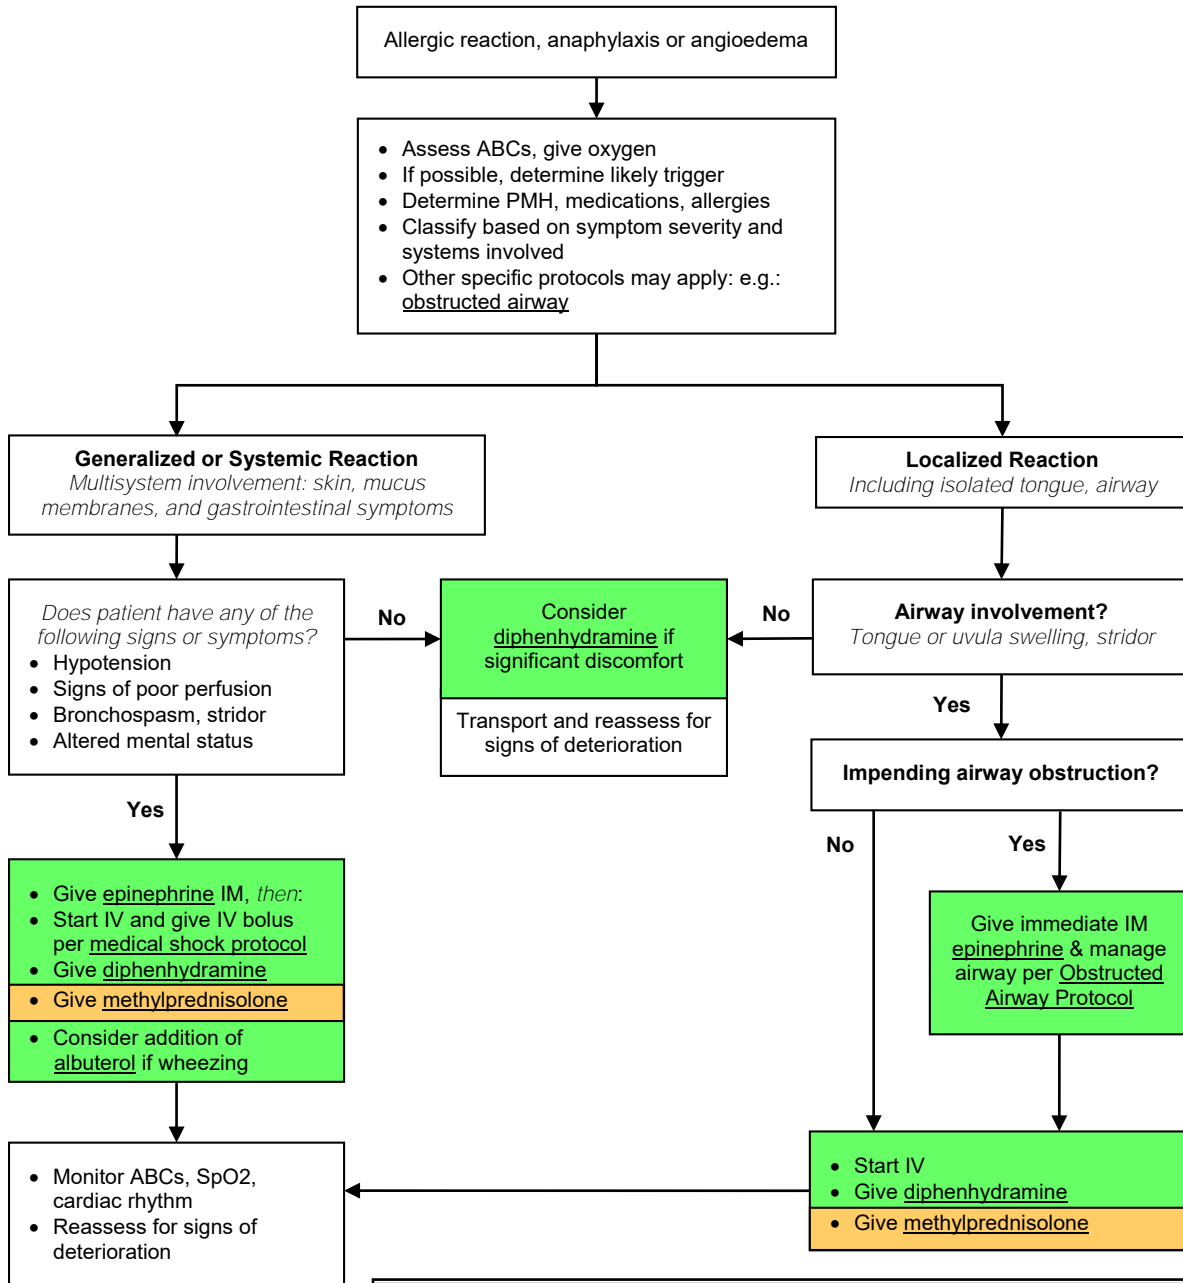 Allergic reaction, anaphylaxis or angioedema
• Assess ABCs, give oxygen
• If possible, determine likely trigger
• Determine PMH, medications, allergies
• Classify based on symptom severity and
systems involved
• Other specific protocols may apply: e.g.:
obstructed airway
Generalized or Systemic Reaction
Multisystem involvement: skin, mucus
membranes, and gastrointestinal symptoms
Localized Reaction
Including isolated tongue, airway
Does patient have any of the
following signs or symptoms?
• Hypotension
• Signs of poor perfusion
• Bronchospasm, stridor
• Altered mental status
No
Consider
diphenhydramine if
significant discomfort
Transport and reassess for
signs of deterioration
No
Airway involvement?
Tongue or uvula swelling, stridor
Yes
Impending airway obstruction?
Yes
No
Yes
• Give epinephrine IM, then:
• Start IV and give IV bolus
per medical shock protocol
• Give diphenhydramine
• Give methylprednisolone
• Consider addition of
albuterol if wheezing
Give immediate IM
epinephrine & manage
airway per Obstructed
Airway Protocol
• Monitor ABCs, SpO2,
cardiac rhythm
• Reassess for signs of
deterioration
• Start IV
• Give diphenhydramine
• Give methylprednisolone